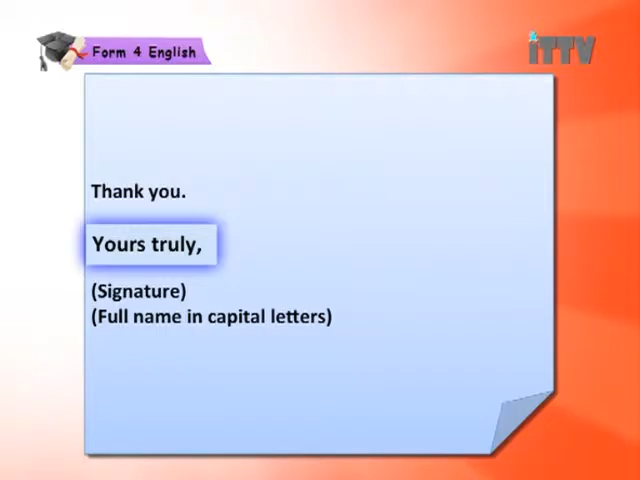 Form 4 English
iTTV
Thank you.
Yours truly,
(Signature)
(Full name in capital letters)